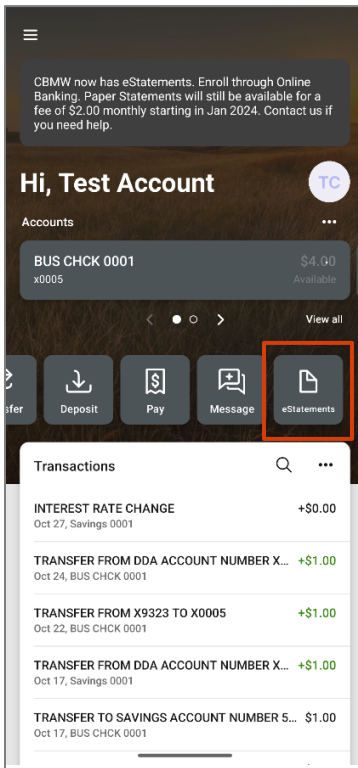 CBMW now has eStatements. Enroll through Online
Banking. Paper Statements will still be available for a
fee of $2.00 monthly starting in Jan 2024. Contact us if
you need help.
Hi, Test Account
TC
Accounts
BUS CHCK 0001
$4.00
x0005
Available
View all
sfer
Deposit
Pay
Message
eStatements
Transactions
INTEREST RATE CHANGE
+$0.00
Oct 27, Savings 0001
TRANSFER FROM DDA ACCOUNT NUMBER X...
+$1.00
Oct 24, BUS CHCK 0001
TRANSFER FROM X9323 TO X0005
+$1.00
Oct 22, BUS CHCK 0001
TRANSFER FROM DDA ACCOUNT NUMBER X...
+$1.00
Oct 17, Savings 0001
TRANSFER TO SAVINGS ACCOUNT NUMBER 5...
$1.00
Oct 17, BUS CHCK 0001